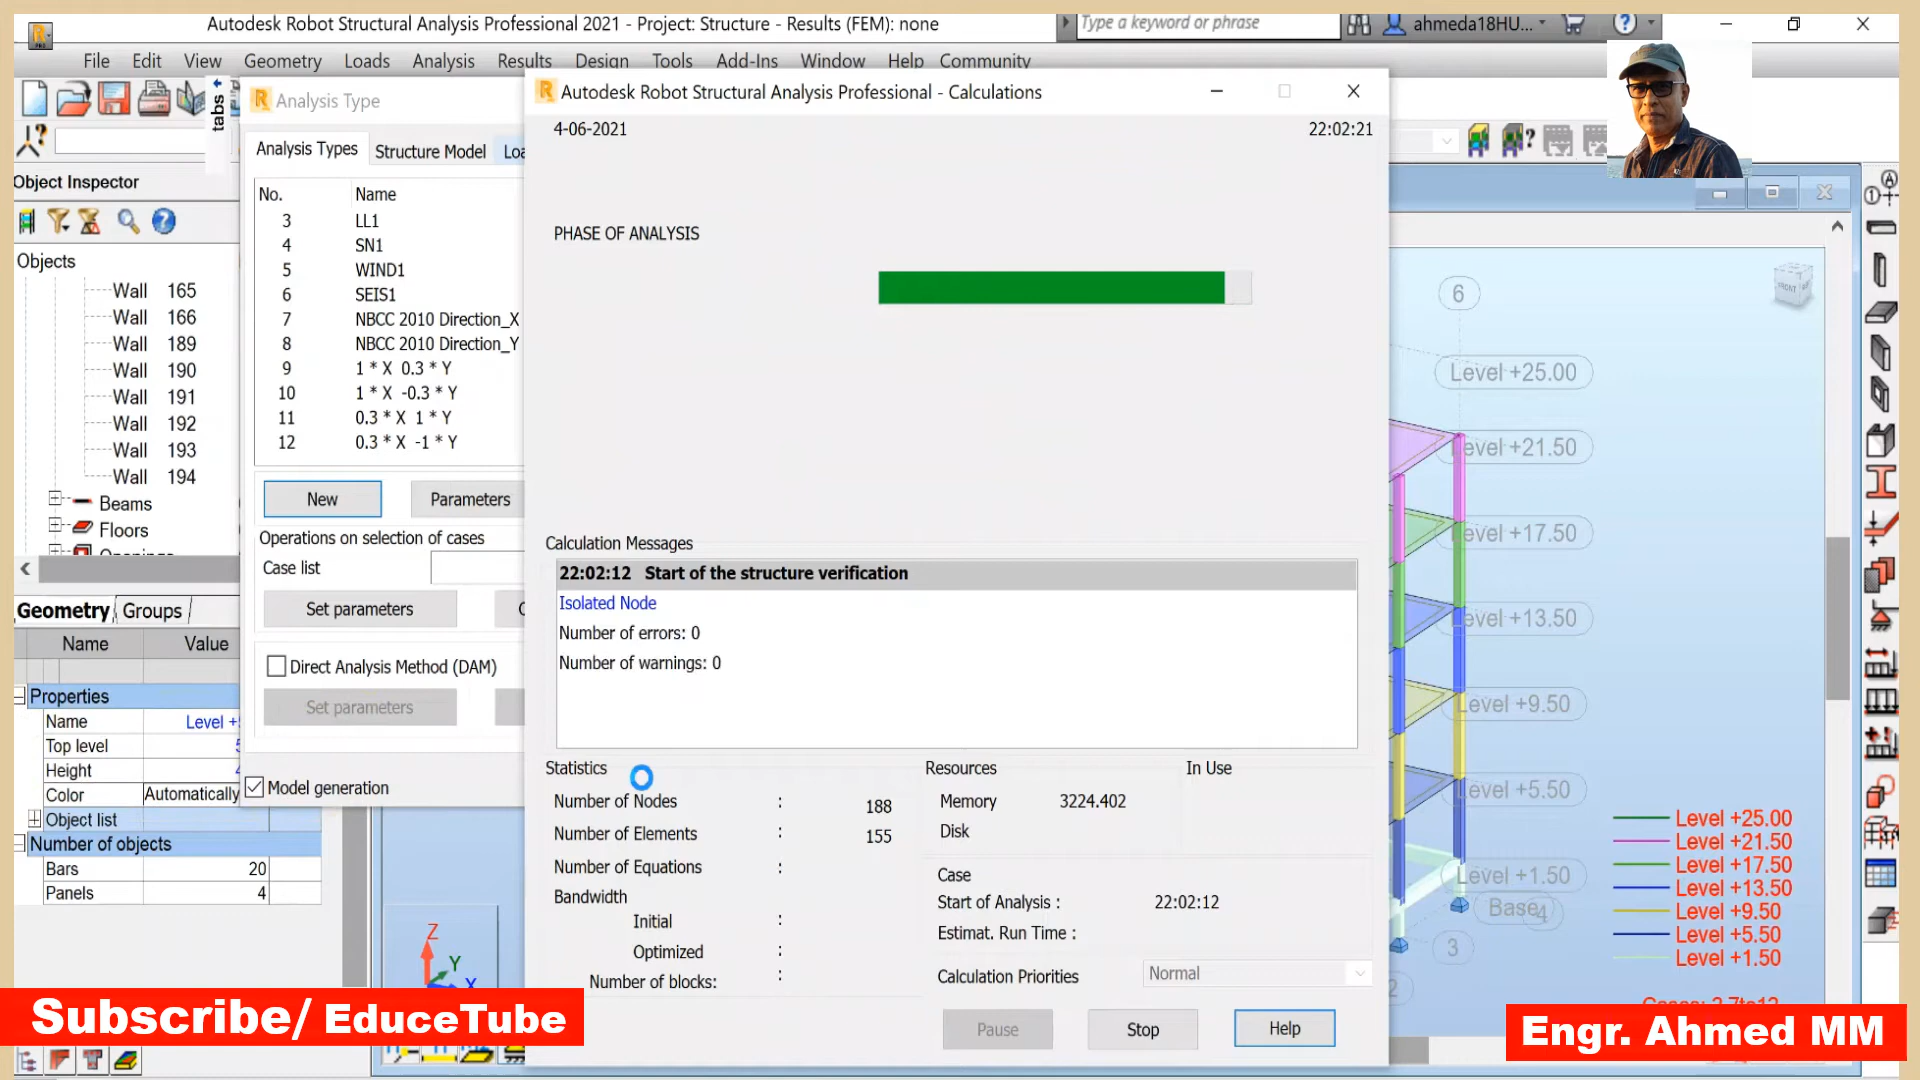 Autodesk Robot Structural Analysis Professional 2021 - Project: Structure - Results (FEM): none
Type a keyword or phrase
ahmeda18HU...
File Edit View Geometry Loads Analysis Results Design Tools Add-Ins Window Help Community
tabs
Analysis Type
Autodesk Robot Structural Analysis Professional - Calculations
4-06-2021
22:02:21
Analysis Types
Structure Model
Loa
Object Inspector
No.
Name
3 LL1
4 SN1
5 WIND1
6 SEIS1
7 NBCC 2010 Direction_X
8 NBCC 2010 Direction_Y
9 1 * X 0.3 * Y
10 1 * X -0.3 * Y
11 0.3 * X 1 * Y
12 0.3 * X -1 * Y
PHASE OF ANALYSIS
Objects
Wall 165
Wall 166
Wall 189
Wall 190
Wall 191
Wall 192
Wall 193
Wall 194
Beams
Floors
Openings
New
Parameters
Operations on selection of cases
Case list
Set parameters
Direct Analysis Method (DAM)
Set parameters
Model generation
Geometry Groups
Name Value
Properties
Name Level +
Top level
Height
Color Automatically
Object list
Number of objects
Bars 20
Panels 4
Calculation Messages
22:02:12 Start of the structure verification
Isolated Node
Number of errors: 0
Number of warnings: 0
Statistics
Number of Nodes : 188
Number of Elements : 155
Number of Equations :
Bandwidth
Initial :
Optimized :
Number of blocks: :
Resources
In Use
Memory 3224.402
Disk
Case
Start of Analysis : 22:02:12
Estimat. Run Time :
Calculation Priorities Normal
Pause
Stop
Help
FRONT
6
Level +25.00
Level +21.50
Level +17.50
Level +13.50
Level +9.50
Level +5.50
Level +1.50
Base
4
3
2
Z
Y
X
Level +25.00
Level +21.50
Level +17.50
Level +13.50
Level +9.50
Level +5.50
Level +1.50
Subscribe/ EduceTube
Engr. Ahmed MM